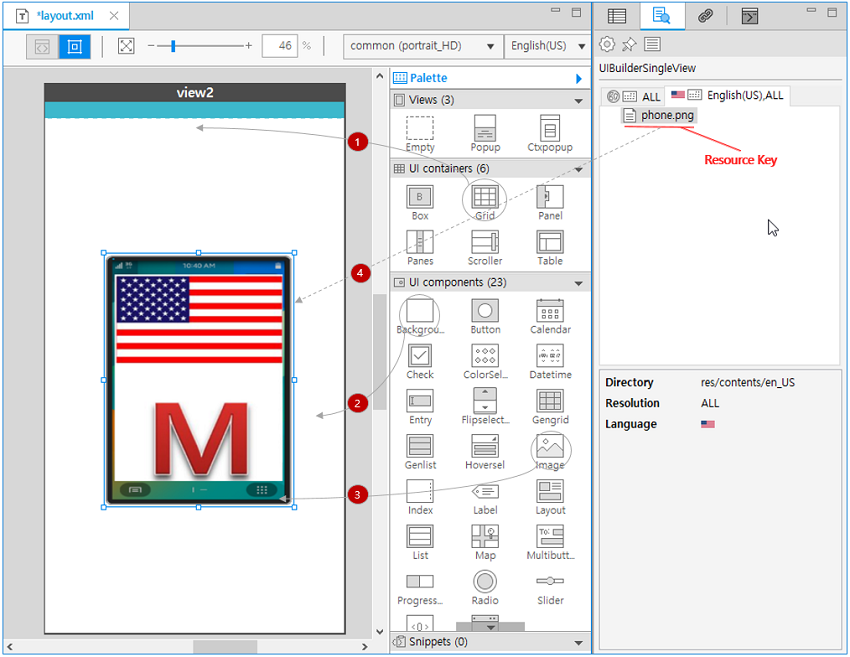 *layout.xml
46 %
common (portrait_HD)
English(US)
view2
1
2
3
4
10:40 AM
M
Palette
Views (3)
Empty
Popup
Ctxpopup
UI containers (6)
B
Box
Grid
Panel
Panes
Scroller
Table
UI components (23)
Backgrou...
Button
Calendar
Check
ColorSel...
Datetime
Entry
Flipselect...
Gengrid
Genlist
Hoversel
Image
Index
Label
Layout
List
Map
Multibutt...
Progress...
Radio
Slider
Snippets (0)
UIBuilderSingleView
ALL
English(US),ALL
phone.png
Resource Key
Directory res/contents/en_US
Resolution ALL
Language